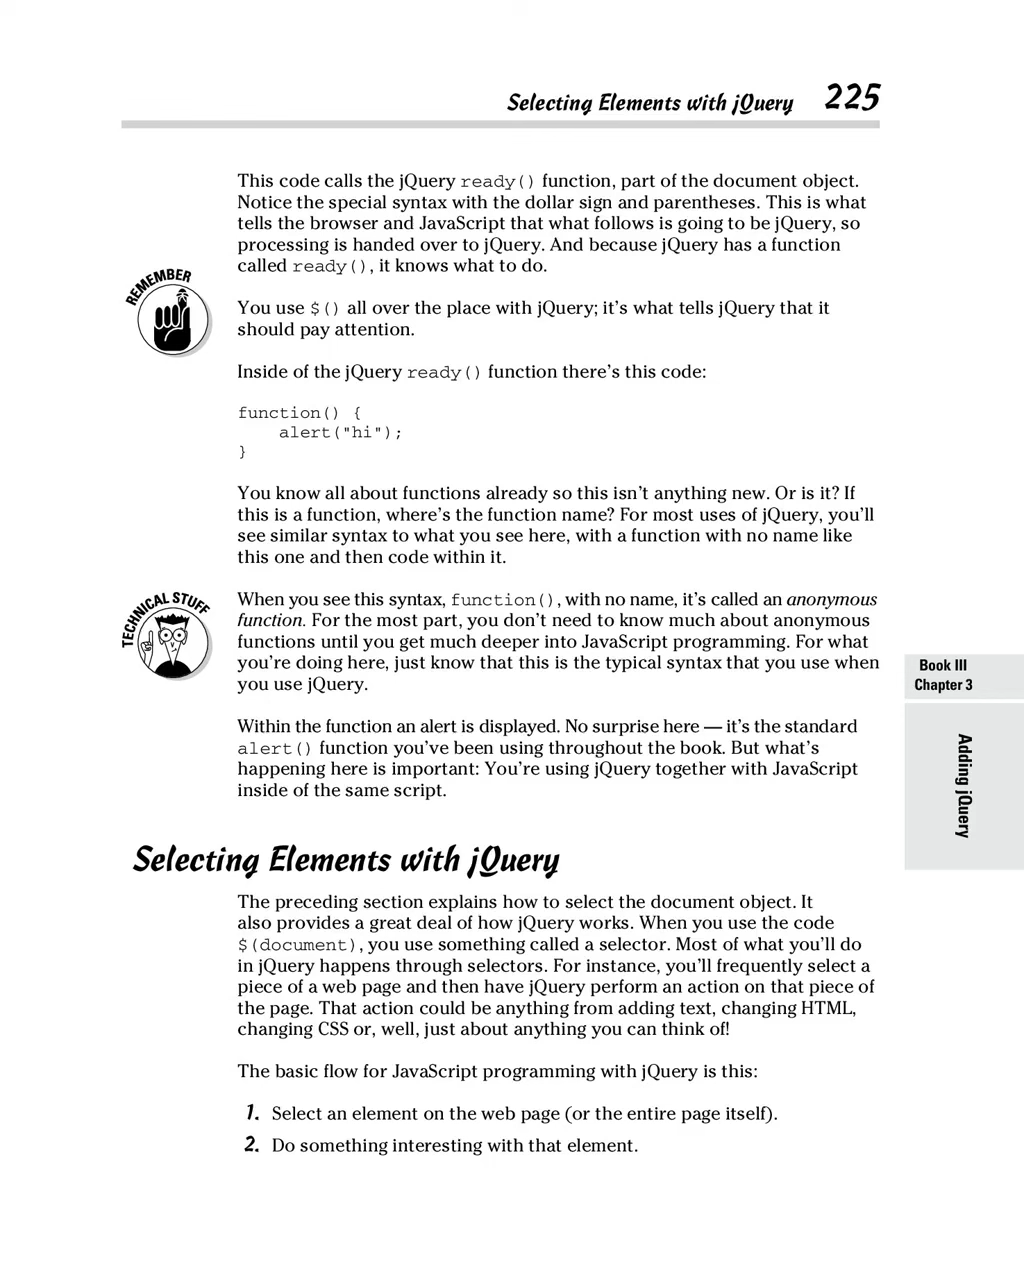 Selecting Elements with jQuery 225
This code calls the jQuery ready() function, part of the document object.
Notice the special syntax with the dollar sign and parentheses. This is what
tells the browser and JavaScript that what follows is going to be jQuery, so
processing is handed over to jQuery. And because jQuery has a function
called ready(), it knows what to do.
REMEMBER
You use $() all over the place with jQuery; it’s what tells jQuery that it
should pay attention.
Inside of the jQuery ready() function there’s this code:
function() {
    alert("hi");
}
You know all about functions already so this isn’t anything new. Or is it? If
this is a function, where’s the function name? For most uses of jQuery, you’ll
see similar syntax to what you see here, with a function with no name like
this one and then code within it.
TECHNICAL STUFF
When you see this syntax, function(), with no name, it’s called an anonymous
function. For the most part, you don’t need to know much about anonymous
functions until you get much deeper into JavaScript programming. For what
you’re doing here, just know that this is the typical syntax that you use when
you use jQuery.
Book III
Chapter 3
Adding jQuery
Within the function an alert is displayed. No surprise here — it’s the standard
alert() function you’ve been using throughout the book. But what’s
happening here is important: You’re using jQuery together with JavaScript
inside of the same script.
Selecting Elements with jQuery
The preceding section explains how to select the document object. It
also provides a great deal of how jQuery works. When you use the code
$(document), you use something called a selector. Most of what you’ll do
in jQuery happens through selectors. For instance, you’ll frequently select a
piece of a web page and then have jQuery perform an action on that piece of
the page. That action could be anything from adding text, changing HTML,
changing CSS or, well, just about anything you can think of!
The basic flow for JavaScript programming with jQuery is this:
1. Select an element on the web page (or the entire page itself).
2. Do something interesting with that element.